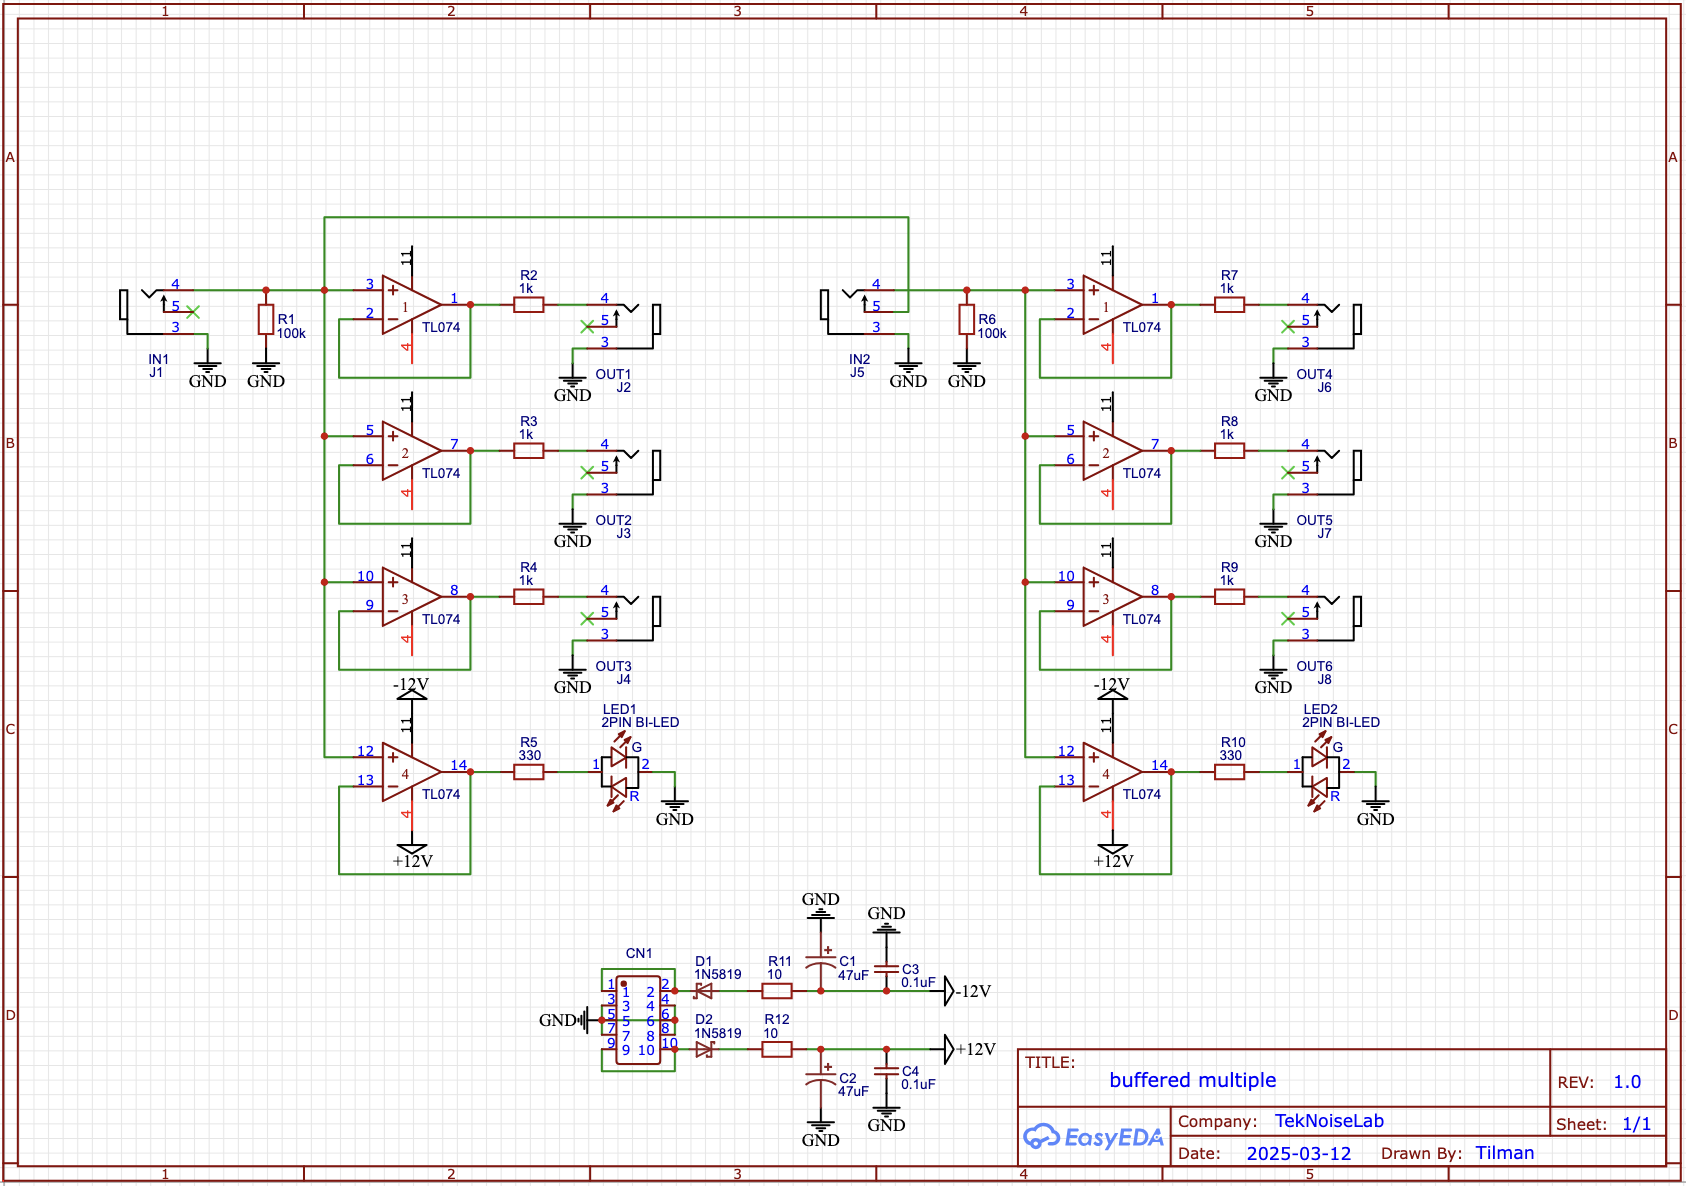 1 2 3 4 5
A A
B B
C C
D D
4
5
3
IN1
J1
GND
R1
100k
GND
11
3
2
1
1
4
TL074
R2
1k
4
5
3
OUT1
J2
GND
11
5
6
2
7
4
TL074
R3
1k
4
5
3
OUT2
J3
GND
11
10
9
3
8
4
TL074
R4
1k
4
5
3
OUT3
J4
GND
-12V
11
12
13
4
14
4
TL074
+12V
R5
330
LED1
2PIN BI-LED
G
1 2
R
GND
4
5
3
IN2
J5
GND
R6
100k
GND
11
3
2
1
1
4
TL074
R7
1k
4
5
3
OUT4
J6
GND
11
5
6
2
7
4
TL074
R8
1k
4
5
3
OUT5
J7
GND
11
10
9
3
8
4
TL074
R9
1k
4
5
3
OUT6
J8
GND
-12V
11
12
13
4
14
4
TL074
+12V
R10
330
LED2
2PIN BI-LED
G
1 2
R
GND
CN1
1 1 2 2
3 3 4 4
5 5 6 6
7 7 8 8
9 9 10 10
GND
D1
1N5819
R11
10
GND
+
C1
47uF
GND
C3
0.1uF
-12V
D2
1N5819
R12
10
+
C2
47uF
GND
C4
0.1uF
GND
+12V
TITLE:
buffered multiple
REV: 1.0
EasyEDA
Company: TekNoiseLab
Sheet: 1/1
Date: 2025-03-12 Drawn By: Tilman
1 2 3 4 5